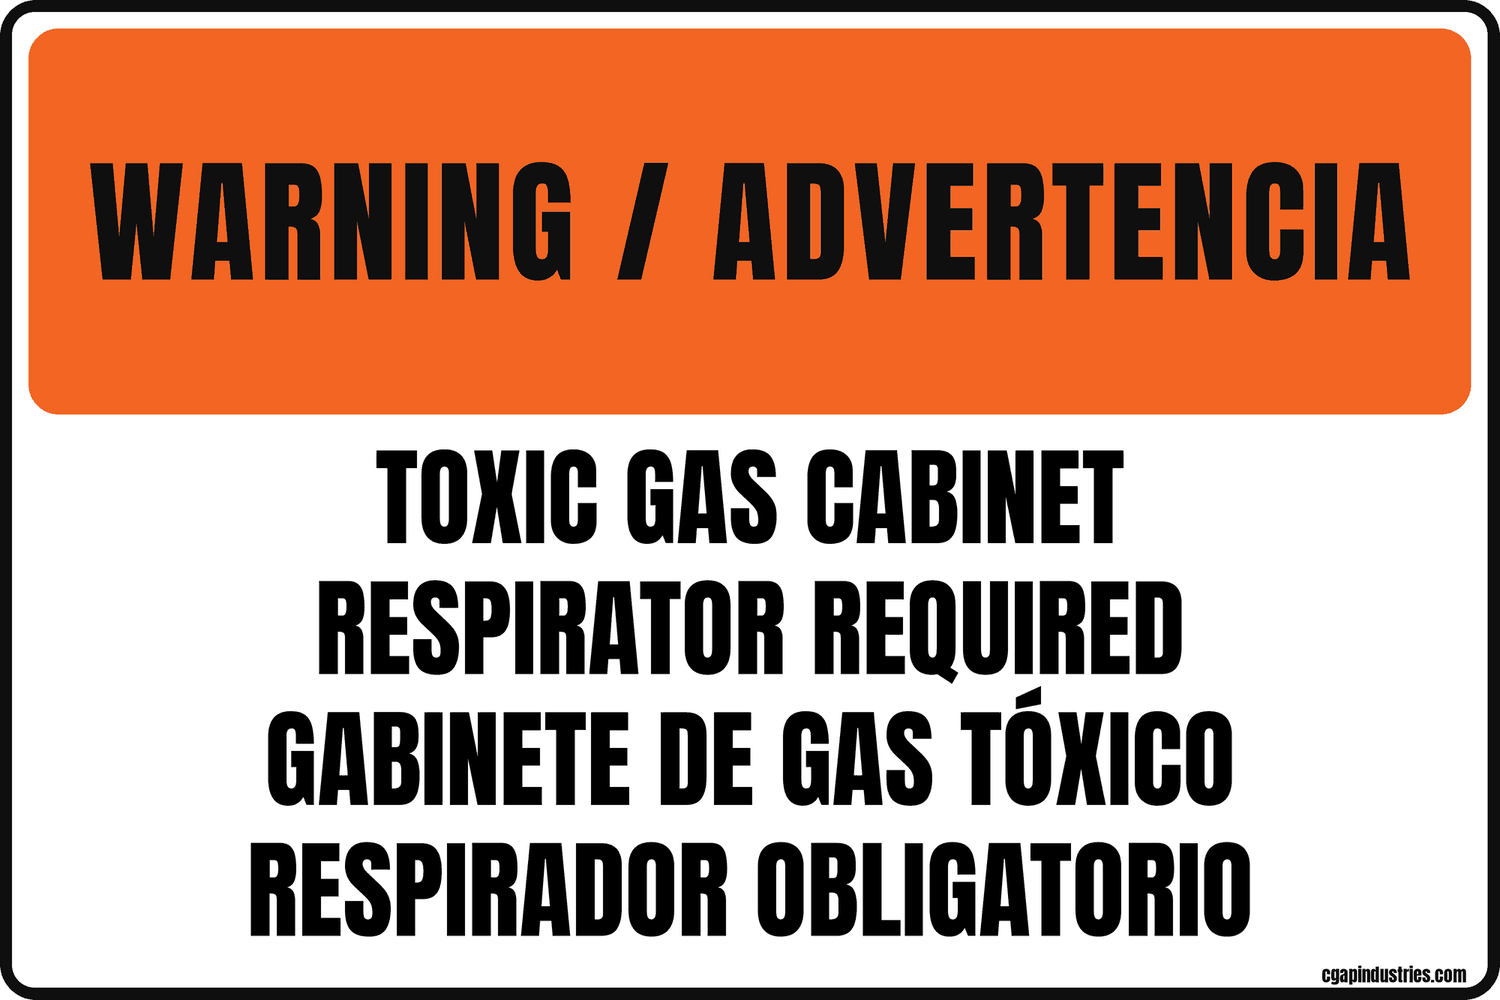 WARNING / ADVERTENCIA
TOXIC GAS CABINET
RESPIRATOR REQUIRED
GABINETE DE GAS TÓXICO
RESPIRADOR OBLIGATORIO
cgapindustries.com